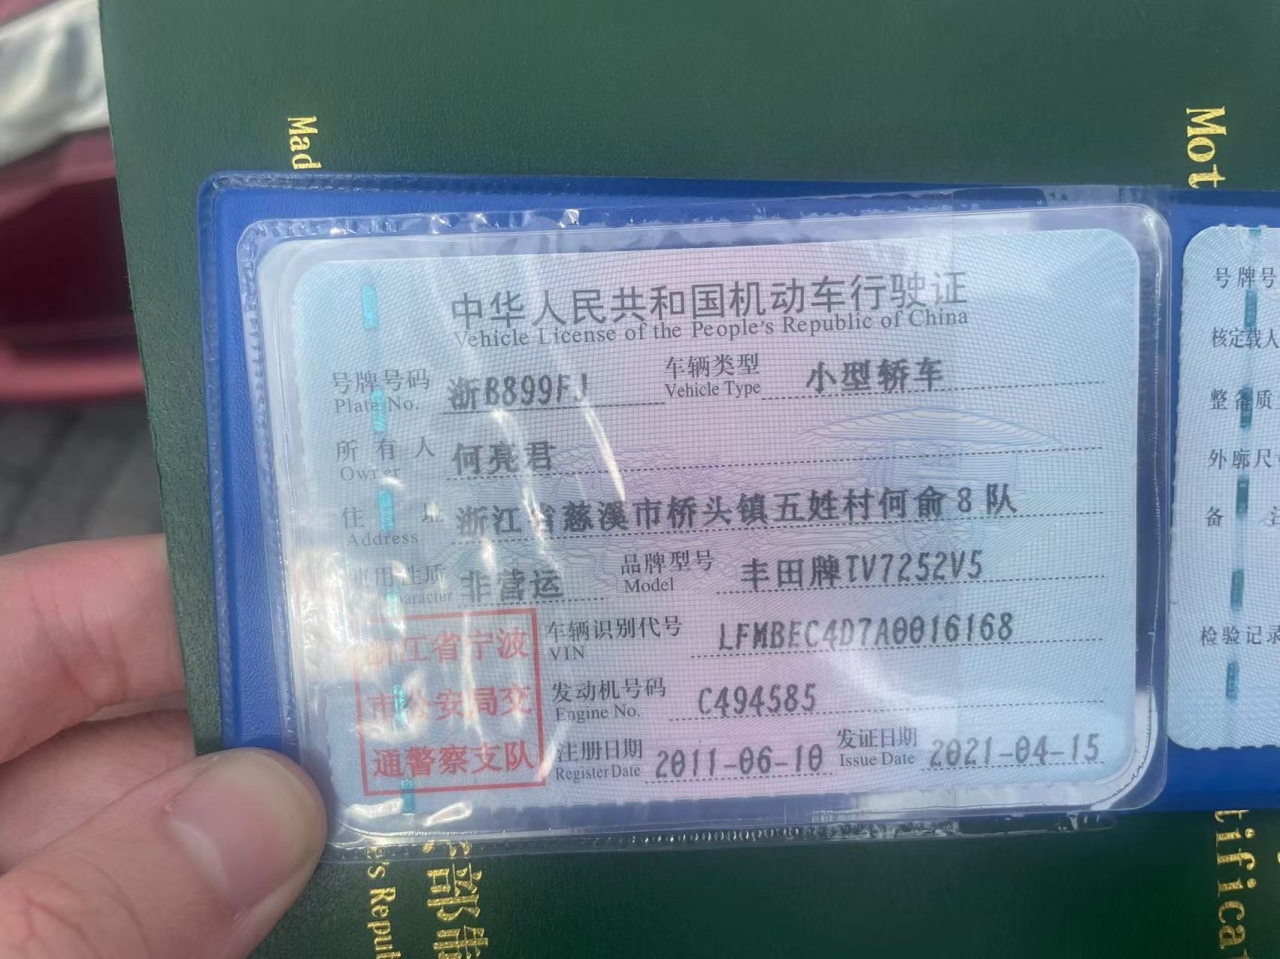 Mad
Mot
中华人民共和国机动车行驶证
Vehicle License of the People's Republic of China
号牌号码 浙B899FJ 车辆类型 小型轿车
Plate No. Vehicle Type
所有人 何亮君
Owner
住址 浙江省慈溪市桥头镇五姓村何俞8队
Address
使用性质 非营运 品牌型号 丰田牌TV7252V5
Character Model
浙江省宁波
市公安局交
通警察支队
车辆识别代号 LFMBEC4D7A0016168
VIN
发动机号码 C494585
Engine No.
注册日期 2011-06-10 发证日期 2021-04-15
Register Date Issue Date
号牌号
核定载人
整备质
外廓尺
备 注
检验记录
's Republ
部
tificat